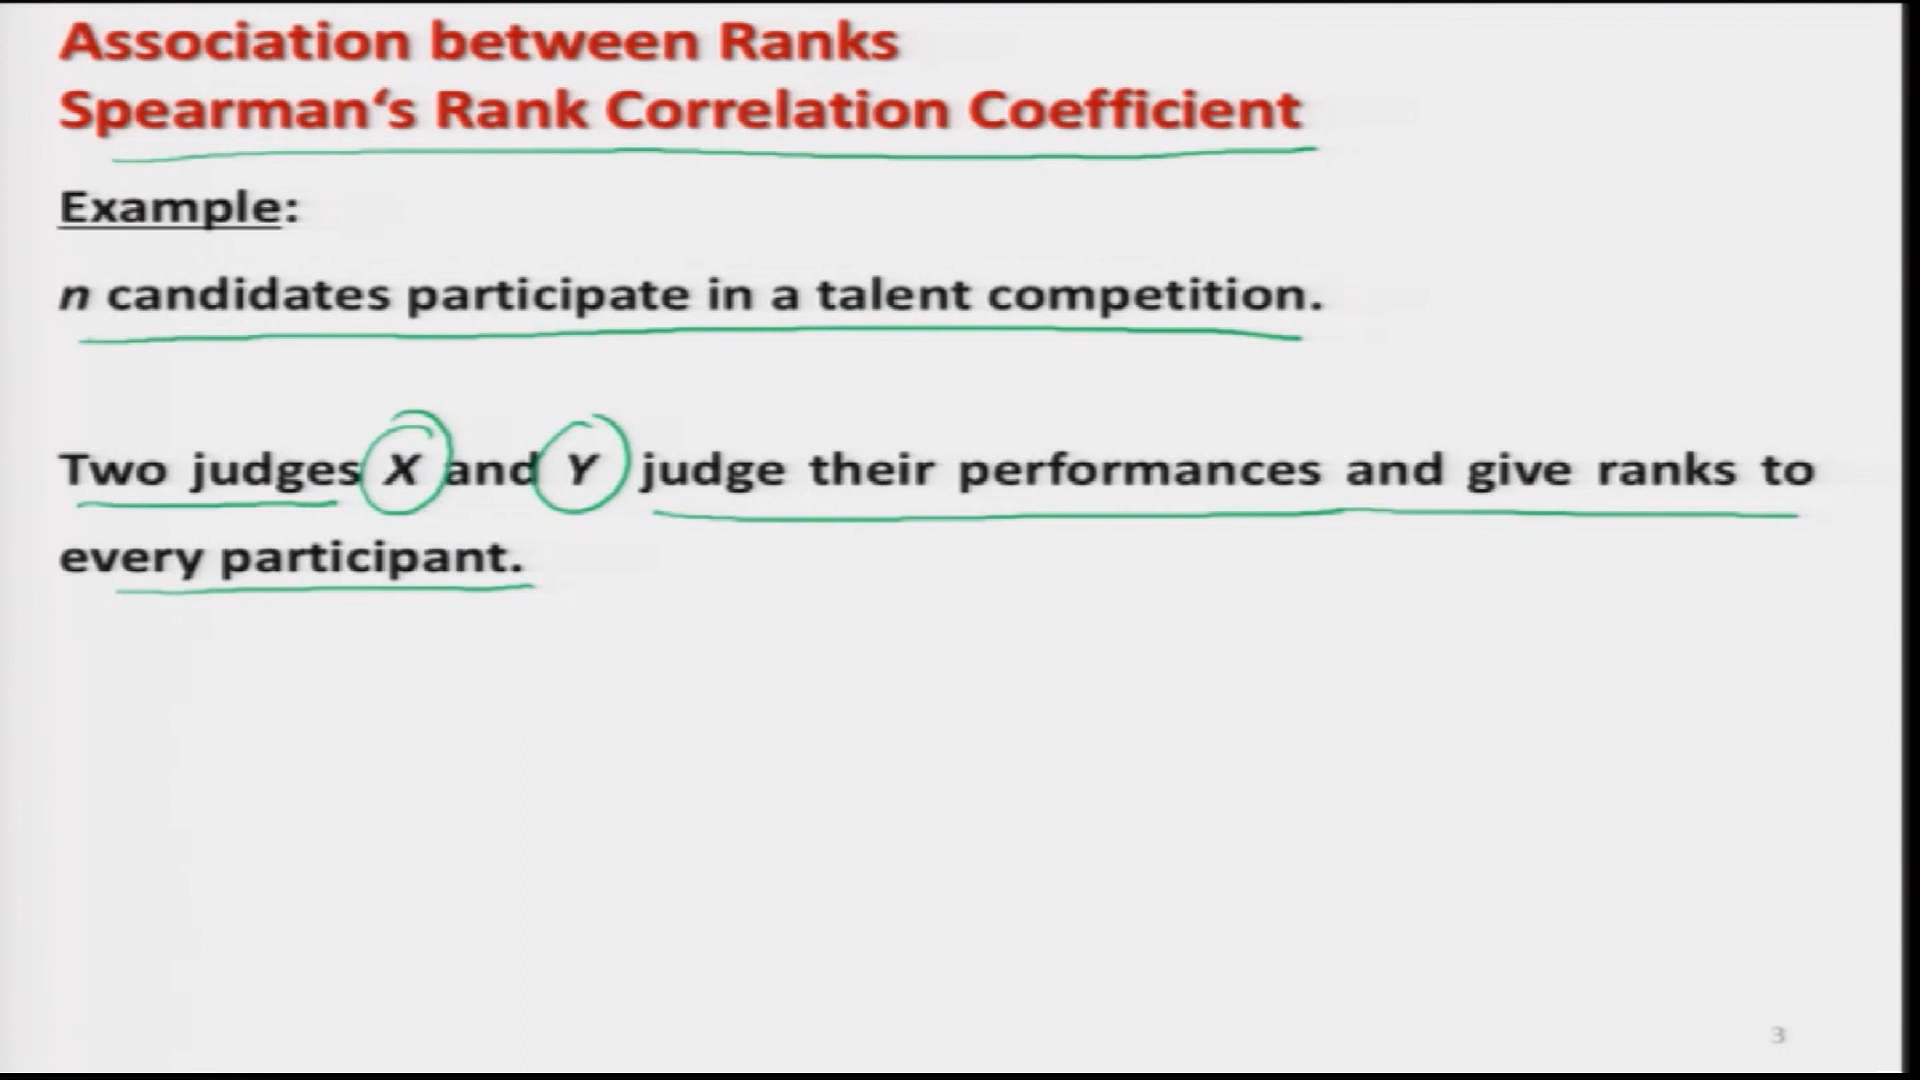 Association between Ranks
Spearman‘s Rank Correlation Coefficient
Example:
n candidates participate in a talent competition.
Two judges X and Y judge their performances and give ranks to
every participant.
3